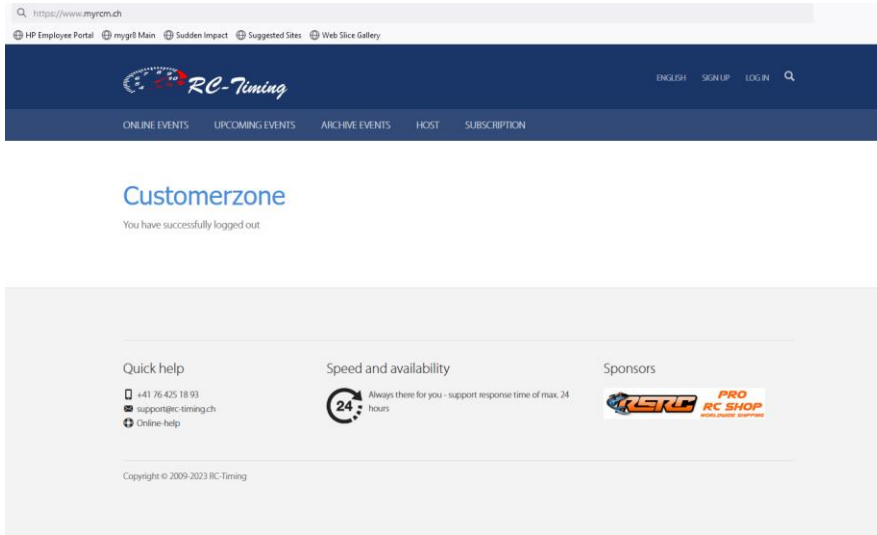 https://www.myrcm.ch
HP Employee Portal mygr8 Main Sudden Impact Suggested Sites Web Slice Gallery
RC-Timing
ENGLISH SIGN UP LOG IN
ONLINE EVENTS UPCOMING EVENTS ARCHIVE EVENTS HOST SUBSCRIPTION
Customerzone
You have successfully logged out
Quick help
+41 76 425 18 93
support@rc-timing.ch
Online-help
Speed and availability
24
Always there for you - support response time of max. 24
hours
Sponsors
RSRC
PRO
RC SHOP
WORLDWIDE SHIPPING
Copyright © 2009-2023 RC-Timing